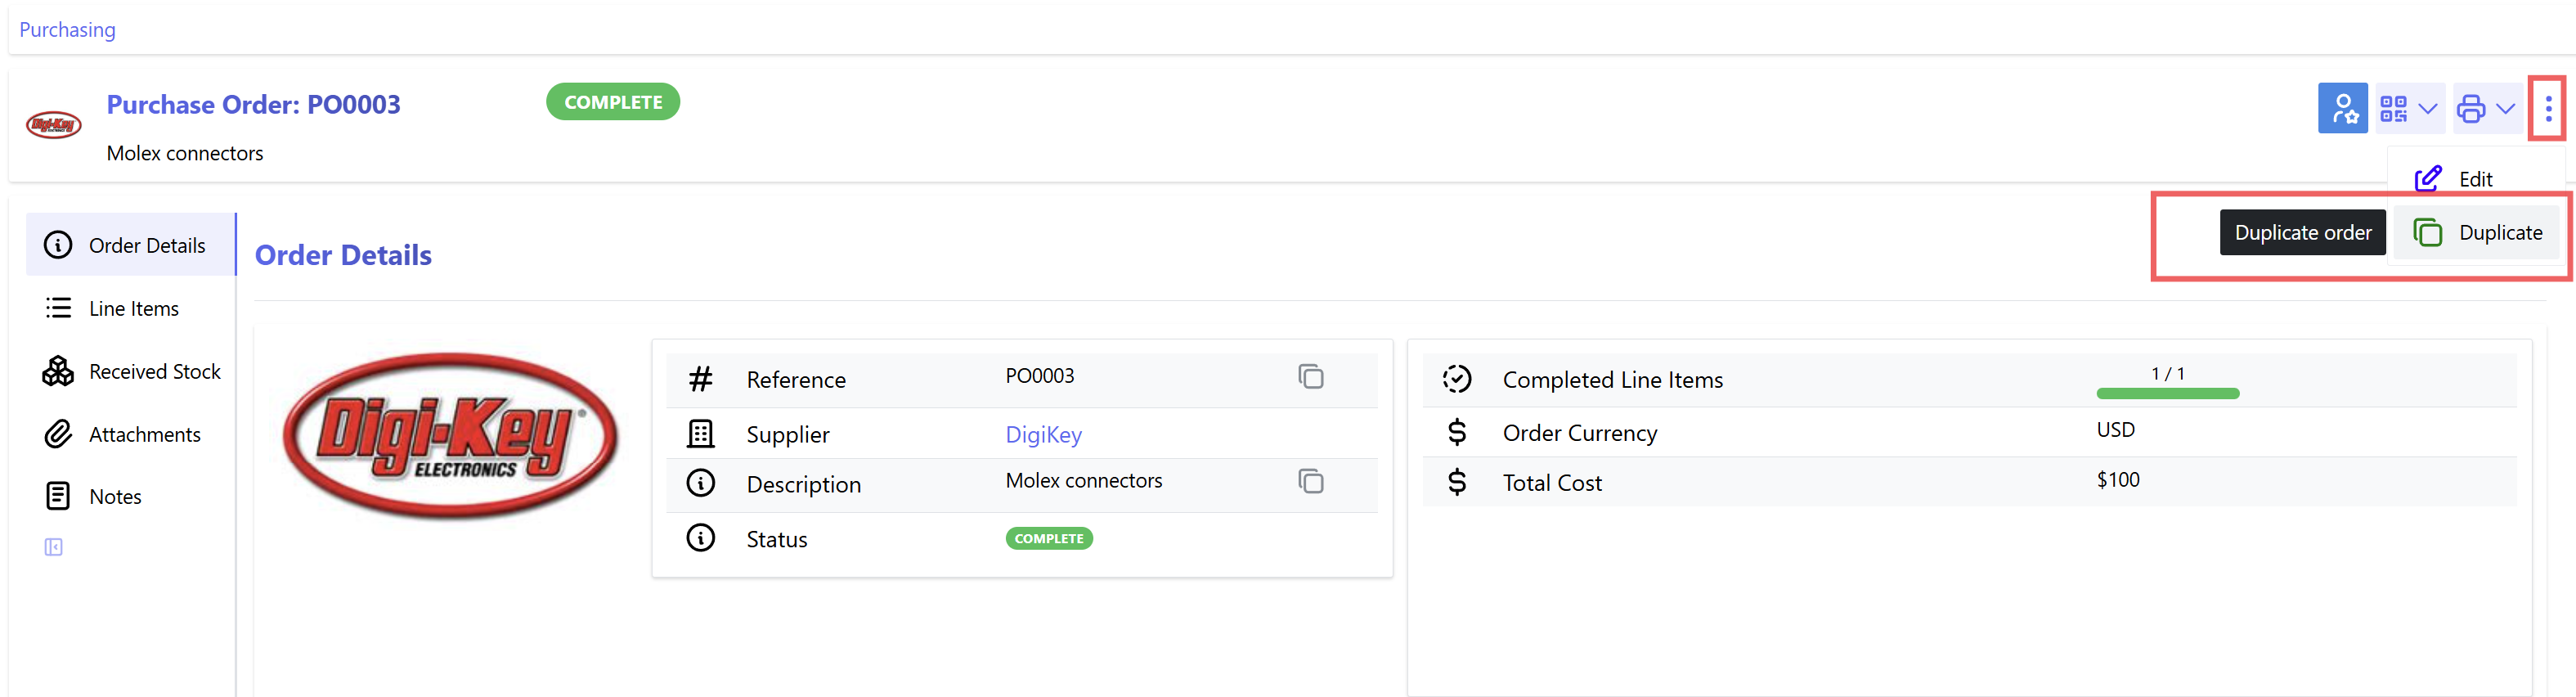 Purchasing
Digi-Key
Purchase Order: PO0003
COMPLETE
Molex connectors
Edit
Duplicate order
Duplicate
Order Details
Line Items
Received Stock
Attachments
Notes
Order Details
Digi-Key
ELECTRONICS
Reference
PO0003
Supplier
DigiKey
Description
Molex connectors
Status
COMPLETE
Completed Line Items
1 / 1
Order Currency
USD
Total Cost
$100